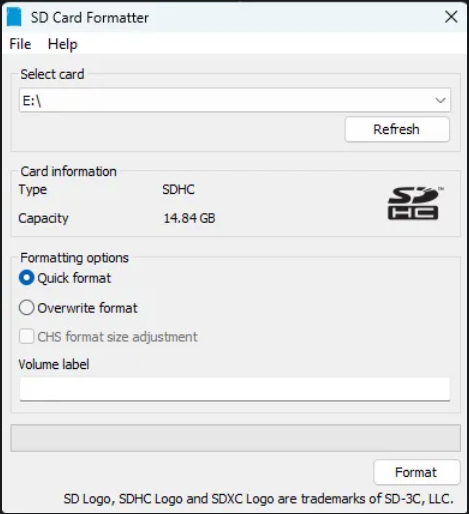 SD Card Formatter
File Help
Select card
E:\
Refresh
Card information
Type SDHC
SD
HC
Capacity 14.84 GB
Formatting options
Quick format
Overwrite format
CHS format size adjustment
Volume label
Format
SD Logo, SDHC Logo and SDXC Logo are trademarks of SD-3C, LLC.